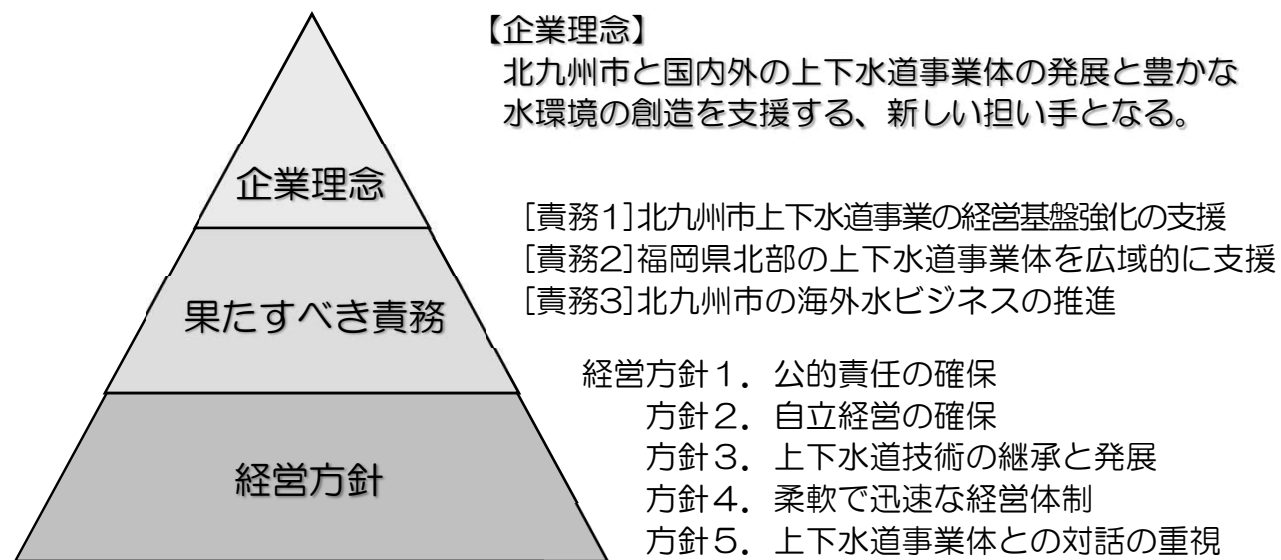 【企業理念】
北九州市と国内外の上下水道事業体の発展と豊かな
水環境の創造を支援する、新しい担い手となる。
企業理念
[責務1]北九州市上下水道事業の経営基盤強化の支援
[責務2]福岡県北部の上下水道事業体を広域的に支援
[責務3]北九州市の海外水ビジネスの推進
果たすべき責務
経営方針１．公的責任の確保
方針２．自立経営の確保
方針３．上下水道技術の継承と発展
方針４．柔軟で迅速な経営体制
方針５．上下水道事業体との対話の重視
経営方針